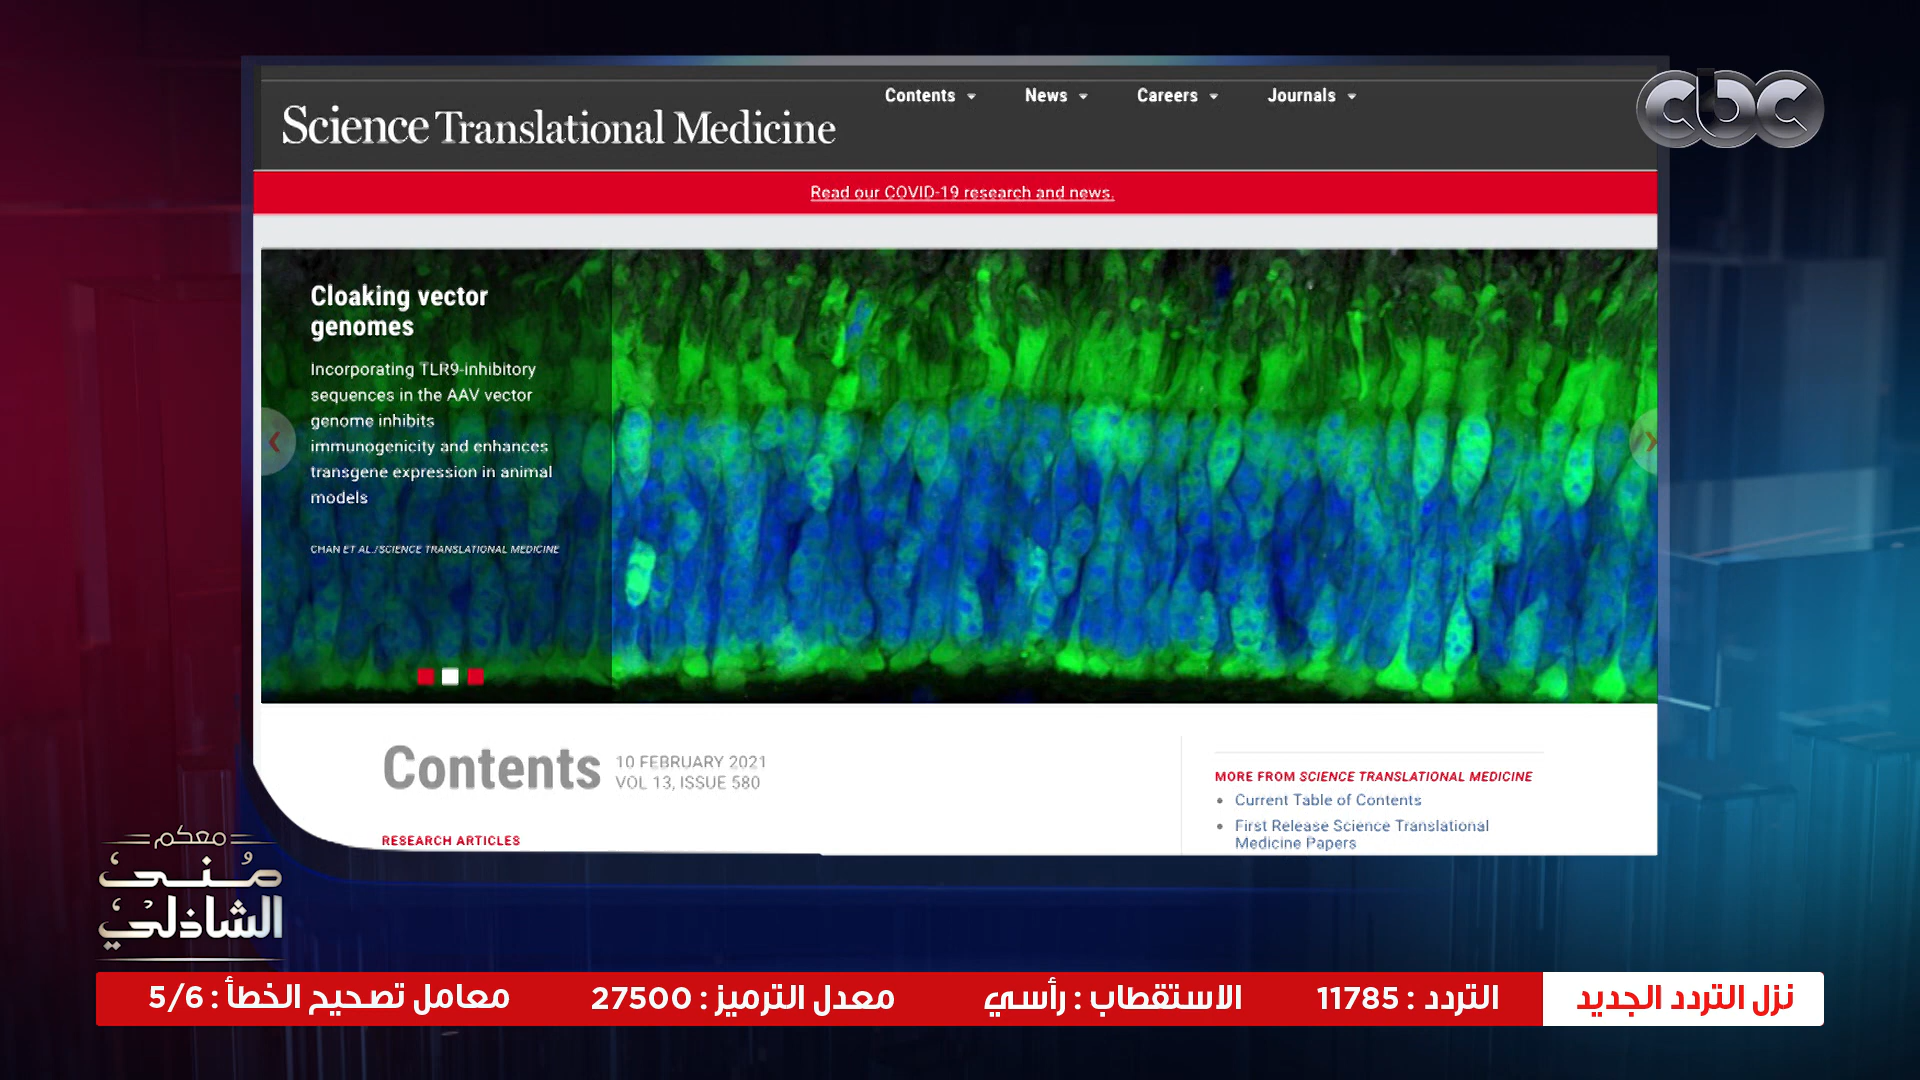 Contents
News
Careers
Journals
Science Translational Medicine
cbc
Read our COVID-19 research and news.
Cloaking vector
genomes
Incorporating TLR9-inhibitory
sequences in the AAV vector
genome inhibits
immunogenicity and enhances
transgene expression in animal
models
CHAN ET AL./SCIENCE TRANSLATIONAL MEDICINE
Contents
10 FEBRUARY 2021
VOL 13, ISSUE 580
RESEARCH ARTICLES
MORE FROM SCIENCE TRANSLATIONAL MEDICINE
Current Table of Contents
First Release Science Translational
Medicine Papers
معكم
منى
الشاذلي
نزل التردد الجديد
التردد : 11785
الاستقطاب : رأسي
معدل الترميز : 27500
معامل تصحيح الخطأ : 5/6